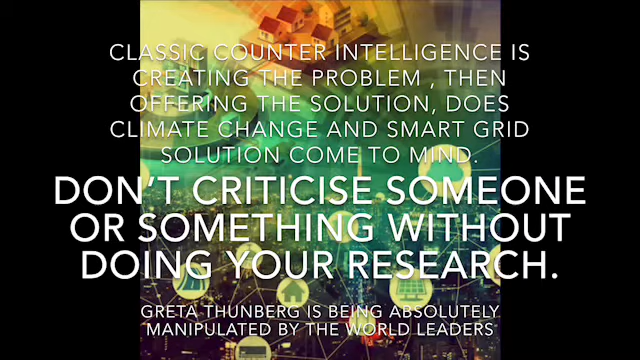 CLASSIC COUNTER INTELLIGENCE IS
CREATING THE PROBLEM , THEN
OFFERING THE SOLUTION, DOES
CLIMATE CHANGE AND SMART GRID
SOLUTION COME TO MIND.
DON'T CRITICISE SOMEONE
OR SOMETHING WITHOUT
DOING YOUR RESEARCH.
GRETA THUNBERG IS BEING ABSOLUTELY
MANIPULATED BY THE WORLD LEADERS